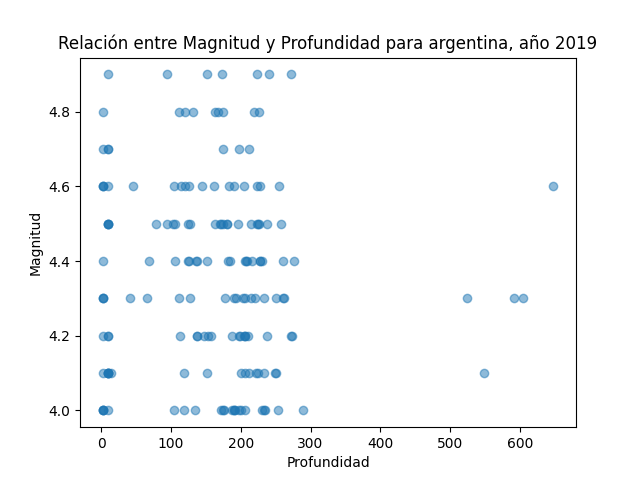 Relación entre Magnitud y Profundidad para argentina, año 2019
Magnitud
4.8
4.6
4.4
4.2
4.0
0 100 200 300 400 500 600
Profundidad